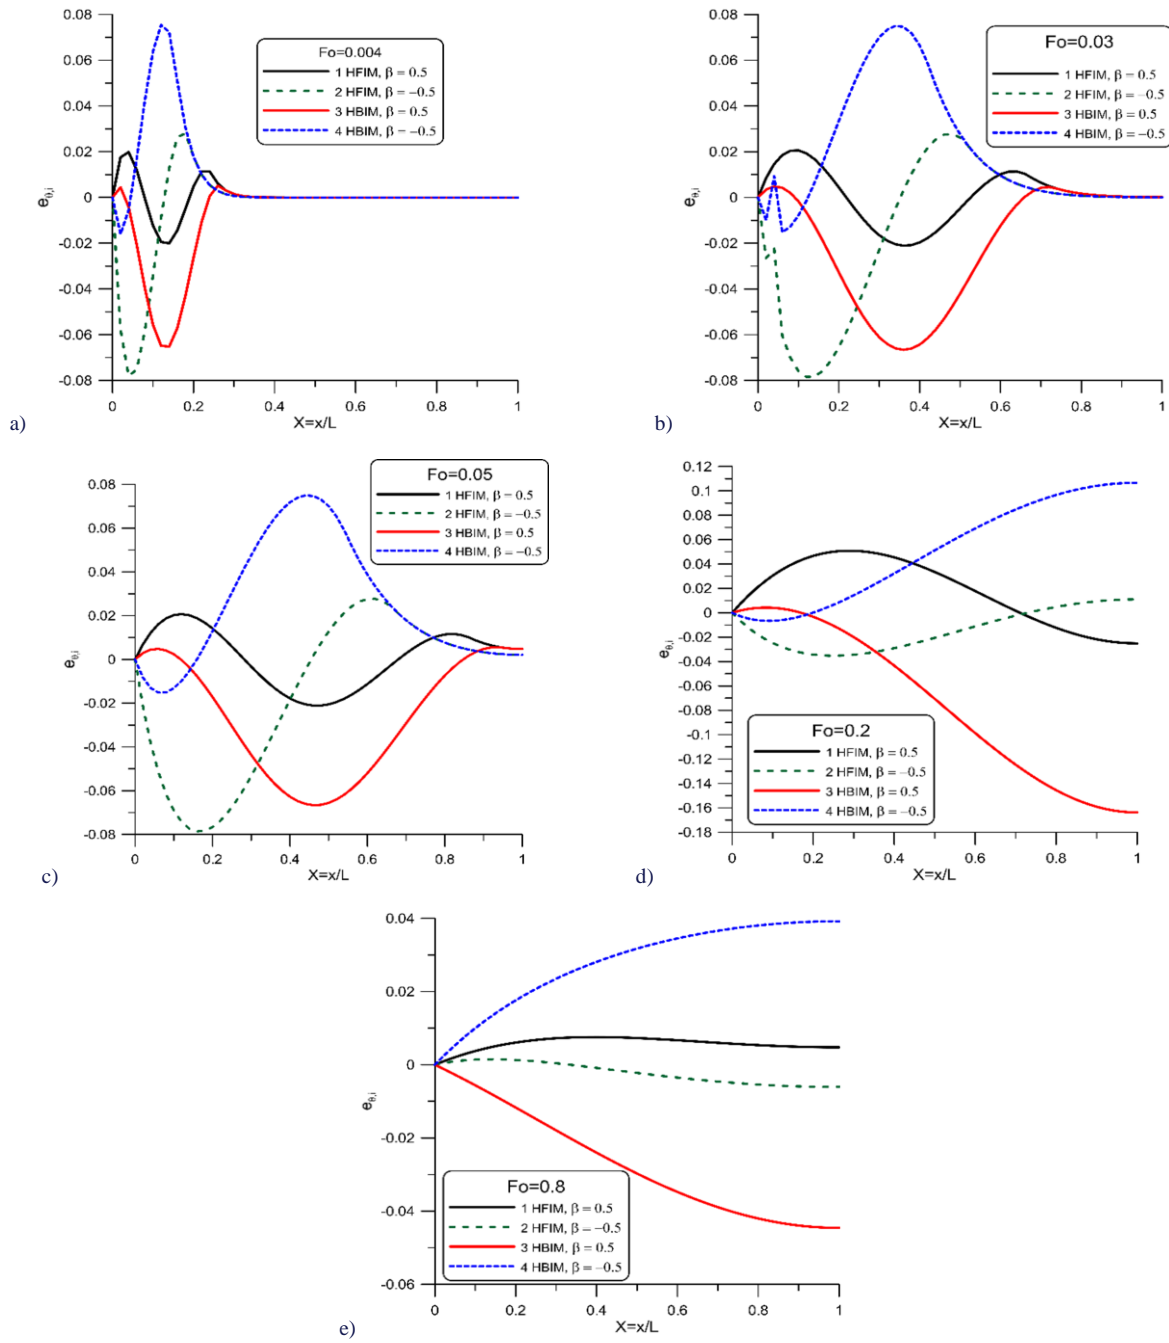 0.08
0.06
0.04
0.02
0
-0.02
-0.04
-0.06
-0.08
e_θ,i
Fo=0.004
1 HFIM, β = 0.5
2 HFIM, β = −0.5
3 HBIM, β = 0.5
4 HBIM, β = −0.5
0 0.2 0.4 0.6 0.8 1
X=x/L
a)
0.08
0.06
0.04
0.02
0
-0.02
-0.04
-0.06
-0.08
e_θ,i
Fo=0.03
1 HFIM, β = 0.5
2 HFIM, β = −0.5
3 HBIM, β = 0.5
4 HBIM, β = −0.5
0 0.2 0.4 0.6 0.8 1
X=x/L
b)
0.08
0.06
0.04
0.02
0
-0.02
-0.04
-0.06
-0.08
e_θ,i
Fo=0.05
1 HFIM, β = 0.5
2 HFIM, β = −0.5
3 HBIM, β = 0.5
4 HBIM, β = −0.5
0 0.2 0.4 0.6 0.8 1
X=x/L
c)
0.12
0.1
0.08
0.06
0.04
0.02
0
-0.02
-0.04
-0.06
-0.08
-0.1
-0.12
-0.14
-0.16
-0.18
e_θ,i
Fo=0.2
1 HFIM, β = 0.5
2 HFIM, β = −0.5
3 HBIM, β = 0.5
4 HBIM, β = −0.5
0 0.2 0.4 0.6 0.8 1
X=x/L
d)
0.04
0.02
0
-0.02
-0.04
-0.06
e_θ,i
Fo=0.8
1 HFIM, β = 0.5
2 HFIM, β = −0.5
3 HBIM, β = 0.5
4 HBIM, β = −0.5
0 0.2 0.4 0.6 0.8 1
X=x/L
e)